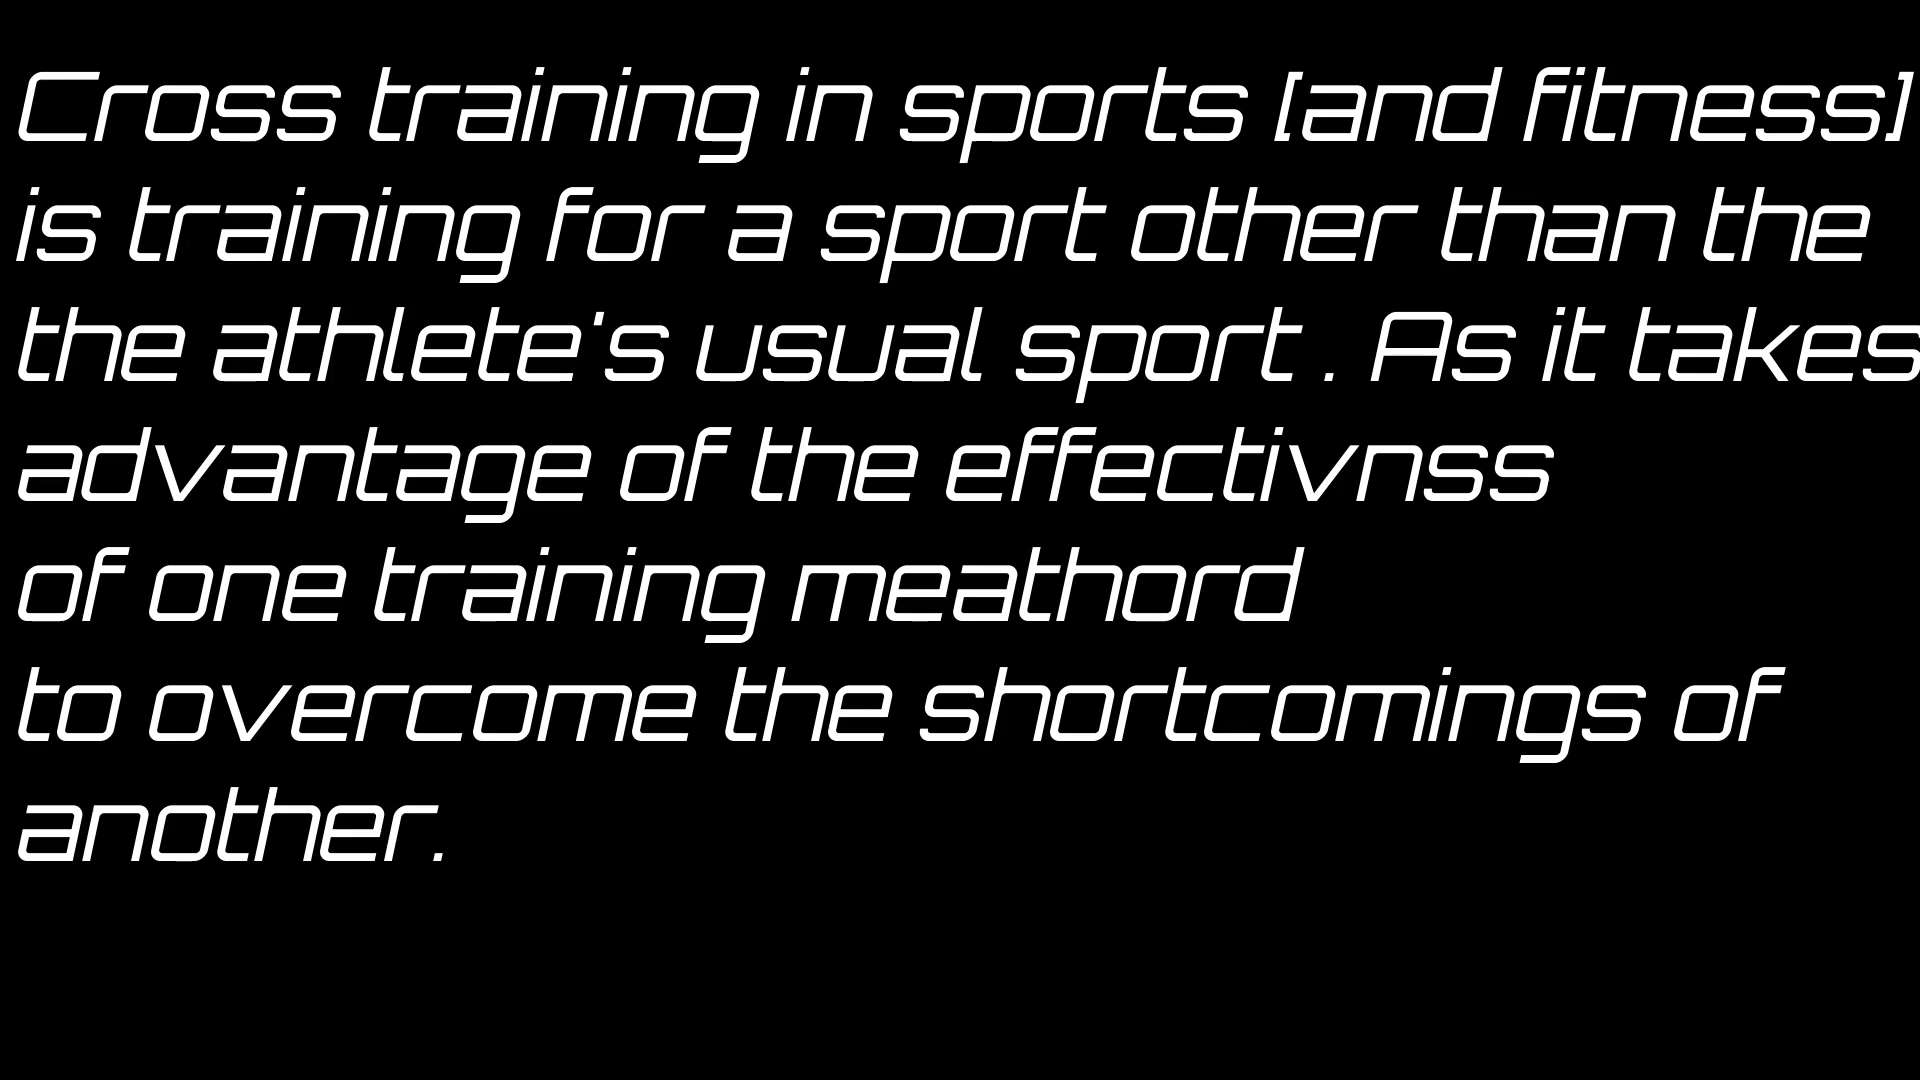 Cross training in sports [and fitness]
is training for a sport other than the
the athlete's usual sport . As it takes
advantage of the effectivnss
of one training meathord
to overcome the shortcomings of
another.